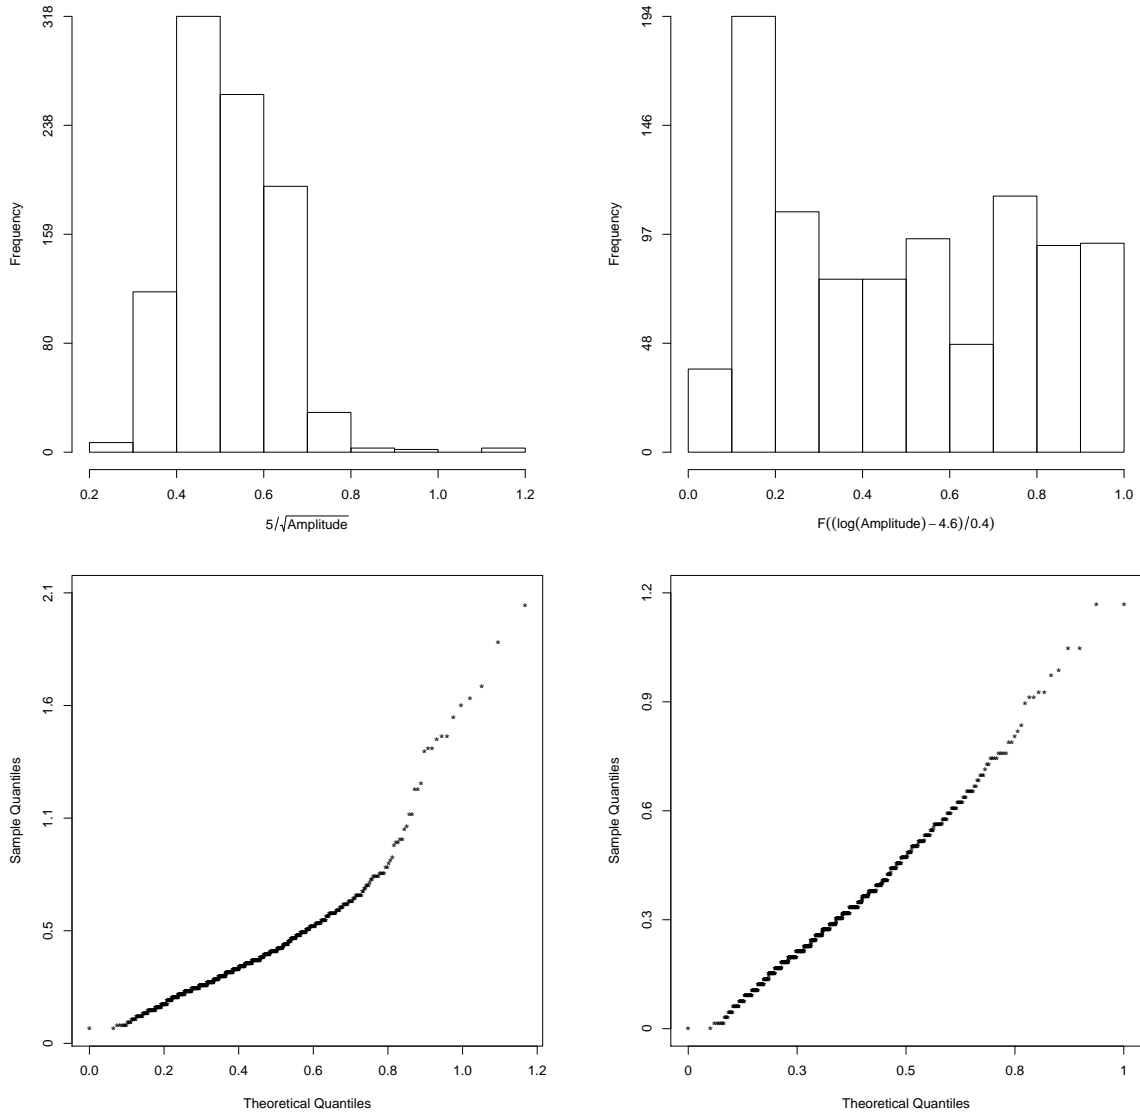 318
238
159
80
0
Frequency
0.2 0.4 0.6 0.8 1.0 1.2
5/√Amplitude
194
146
97
48
0
Frequency
0.0 0.2 0.4 0.6 0.8 1.0
F((log(Amplitude) − 4.6)/0.4)
2.1
1.6
1.1
0.5
0
Sample Quantiles
0.0 0.2 0.4 0.6 0.8 1.0 1.2
Theoretical Quantiles
1.2
0.9
0.6
0.3
0
Sample Quantiles
0 0.3 0.5 0.8 1
Theoretical Quantiles